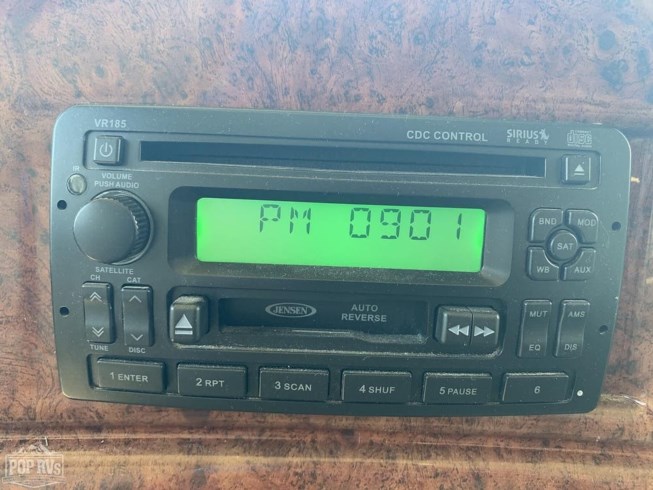 VR185
CDC CONTROL
SIRIUS
READY
disc
IR
VOLUME
PUSH AUDIO
PM 0901
BND
MOD
SAT
WB
AUX
SATELLITE
CH
CAT
TUNE
DISC
JENSEN
AUTO
REVERSE
MUT
EQ
AMS
DIS
1 ENTER
2 RPT
3 SCAN
4 SHUF
5 PAUSE
6
POP RVs